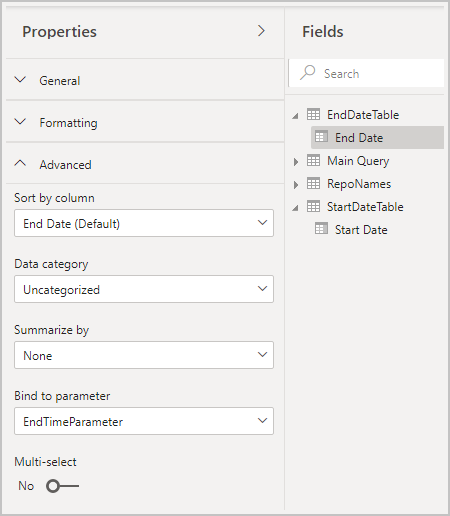 Properties
General
Formatting
Advanced
Sort by column
End Date (Default)
Data category
Uncategorized
Summarize by
None
Bind to parameter
EndTimeParameter
Multi-select
No
Fields
Search
EndDateTable
End Date
Main Query
RepoNames
StartDateTable
Start Date